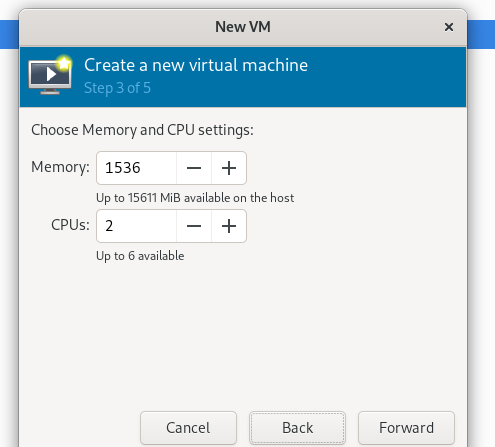 New VM ×
Create a new virtual machine
Step 3 of 5
Choose Memory and CPU settings:
Memory: 1536 − +
Up to 15611 MiB available on the host
CPUs: 2 − +
Up to 6 available
Cancel Back Forward